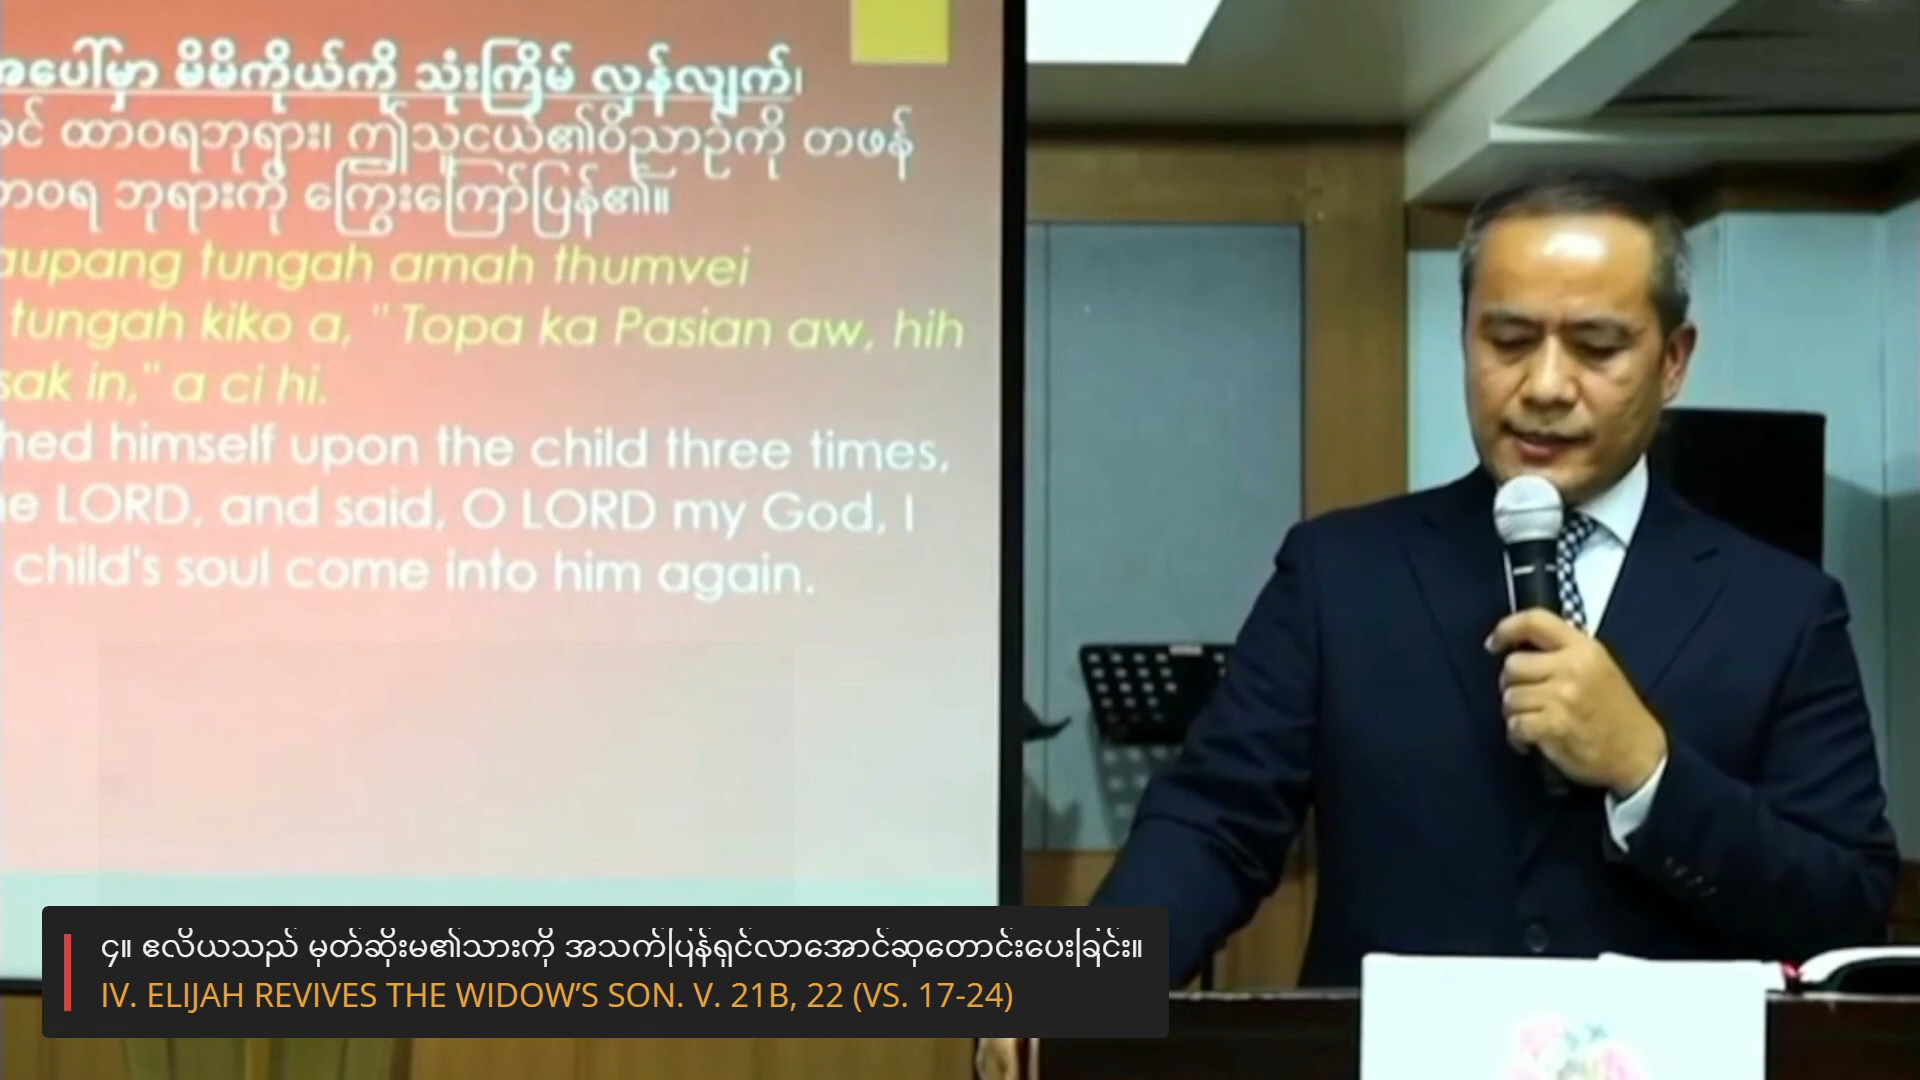 အပေါ်မှာ မိမိကိုယ်ကို သုံးကြိမ် လှန်လျက်၊
ခင် ထာဝရဘုရား၊ ဤသူငယ်၏ဝိညာဉ်ကို တဖန်
ာဝရ ဘုရားကို ကြွေးကြော်ပြန်၏။
aupang tungah amah thumvei
tungah kiko a, " Topa ka Pasian aw, hih
sak in," a ci hi.
hed himself upon the child three times,
he LORD, and said, O LORD my God, I
child's soul come into him again.
၄။ ဧလိယသည် မုတ်ဆိုးမ၏သားကို အသက်ပြန်ရှင်လာအောင်ဆုတောင်းပေးခြင်း။
IV. ELIJAH REVIVES THE WIDOW’S SON. V. 21B, 22 (VS. 17-24)